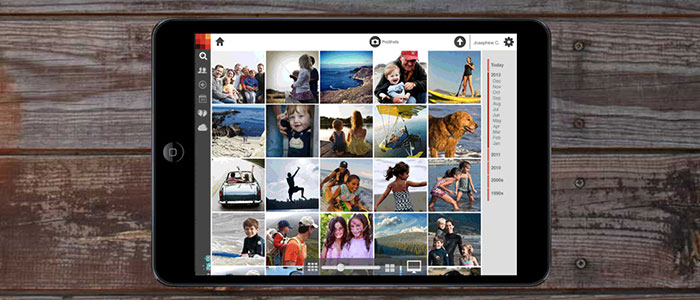 ProShots
Josephine C.
Today
2012
Dec
Nov
Oct
Sep
Aug
Jul
Jun
May
Apr
Mar
Feb
Jan
2011
2010
2000s
1990s